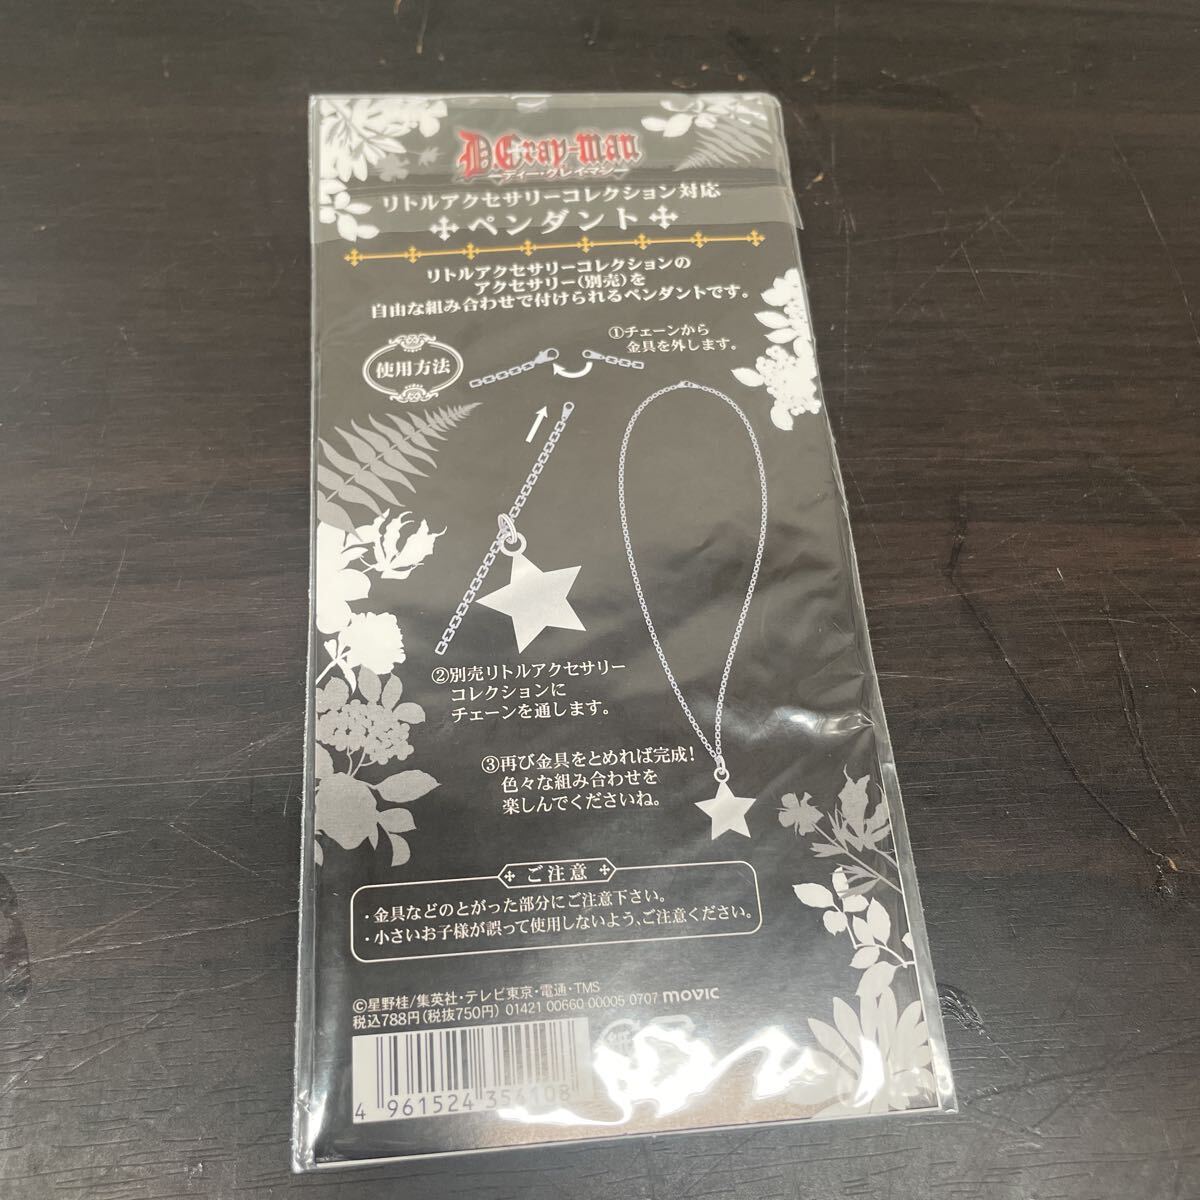 D.Gray-man
ディー・グレイマン
リトルアクセサリーコレクション対応
ペンダント
リトルアクセサリーコレクションの
アクセサリー(別売)を
自由な組み合わせで付けられるペンダントです。
使用方法
①チェーンから
金具を外します。
②別売リトルアクセサリー
コレクションに
チェーンを通します。
③再び金具をとめれば完成!
色々な組み合わせを
楽しんでくださいね。
ご注意
・金具などのとがった部分にご注意下さい。
・小さいお子様が誤って使用しないよう、ご注意ください。
©星野桂/集英社・テレビ東京・電通・TMS
税込788円(税抜750円) 01421 00660 00005 0707 movic
4 961524 354108